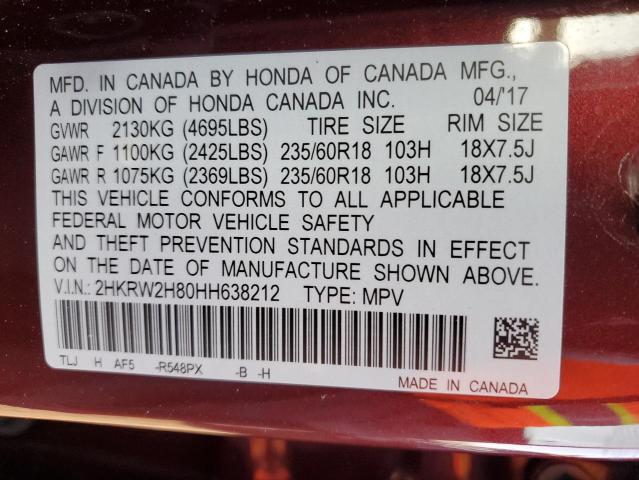 MFD. IN CANADA BY HONDA OF CANADA MFG.,
A DIVISION OF HONDA CANADA INC. 04/'17
GVWR 2130KG (4695LBS) TIRE SIZE RIM SIZE
GAWR F 1100KG (2425LBS) 235/60R18 103H 18X7.5J
GAWR R 1075KG (2369LBS) 235/60R18 103H 18X7.5J
THIS VEHICLE CONFORMS TO ALL APPLICABLE
FEDERAL MOTOR VEHICLE SAFETY
AND THEFT PREVENTION STANDARDS IN EFFECT
ON THE DATE OF MANUFACTURE SHOWN ABOVE.
V.I.N.: 2HKRW2H80HH638212 TYPE: MPV
TLJ H AF5 -R548PX -B -H
MADE IN CANADA